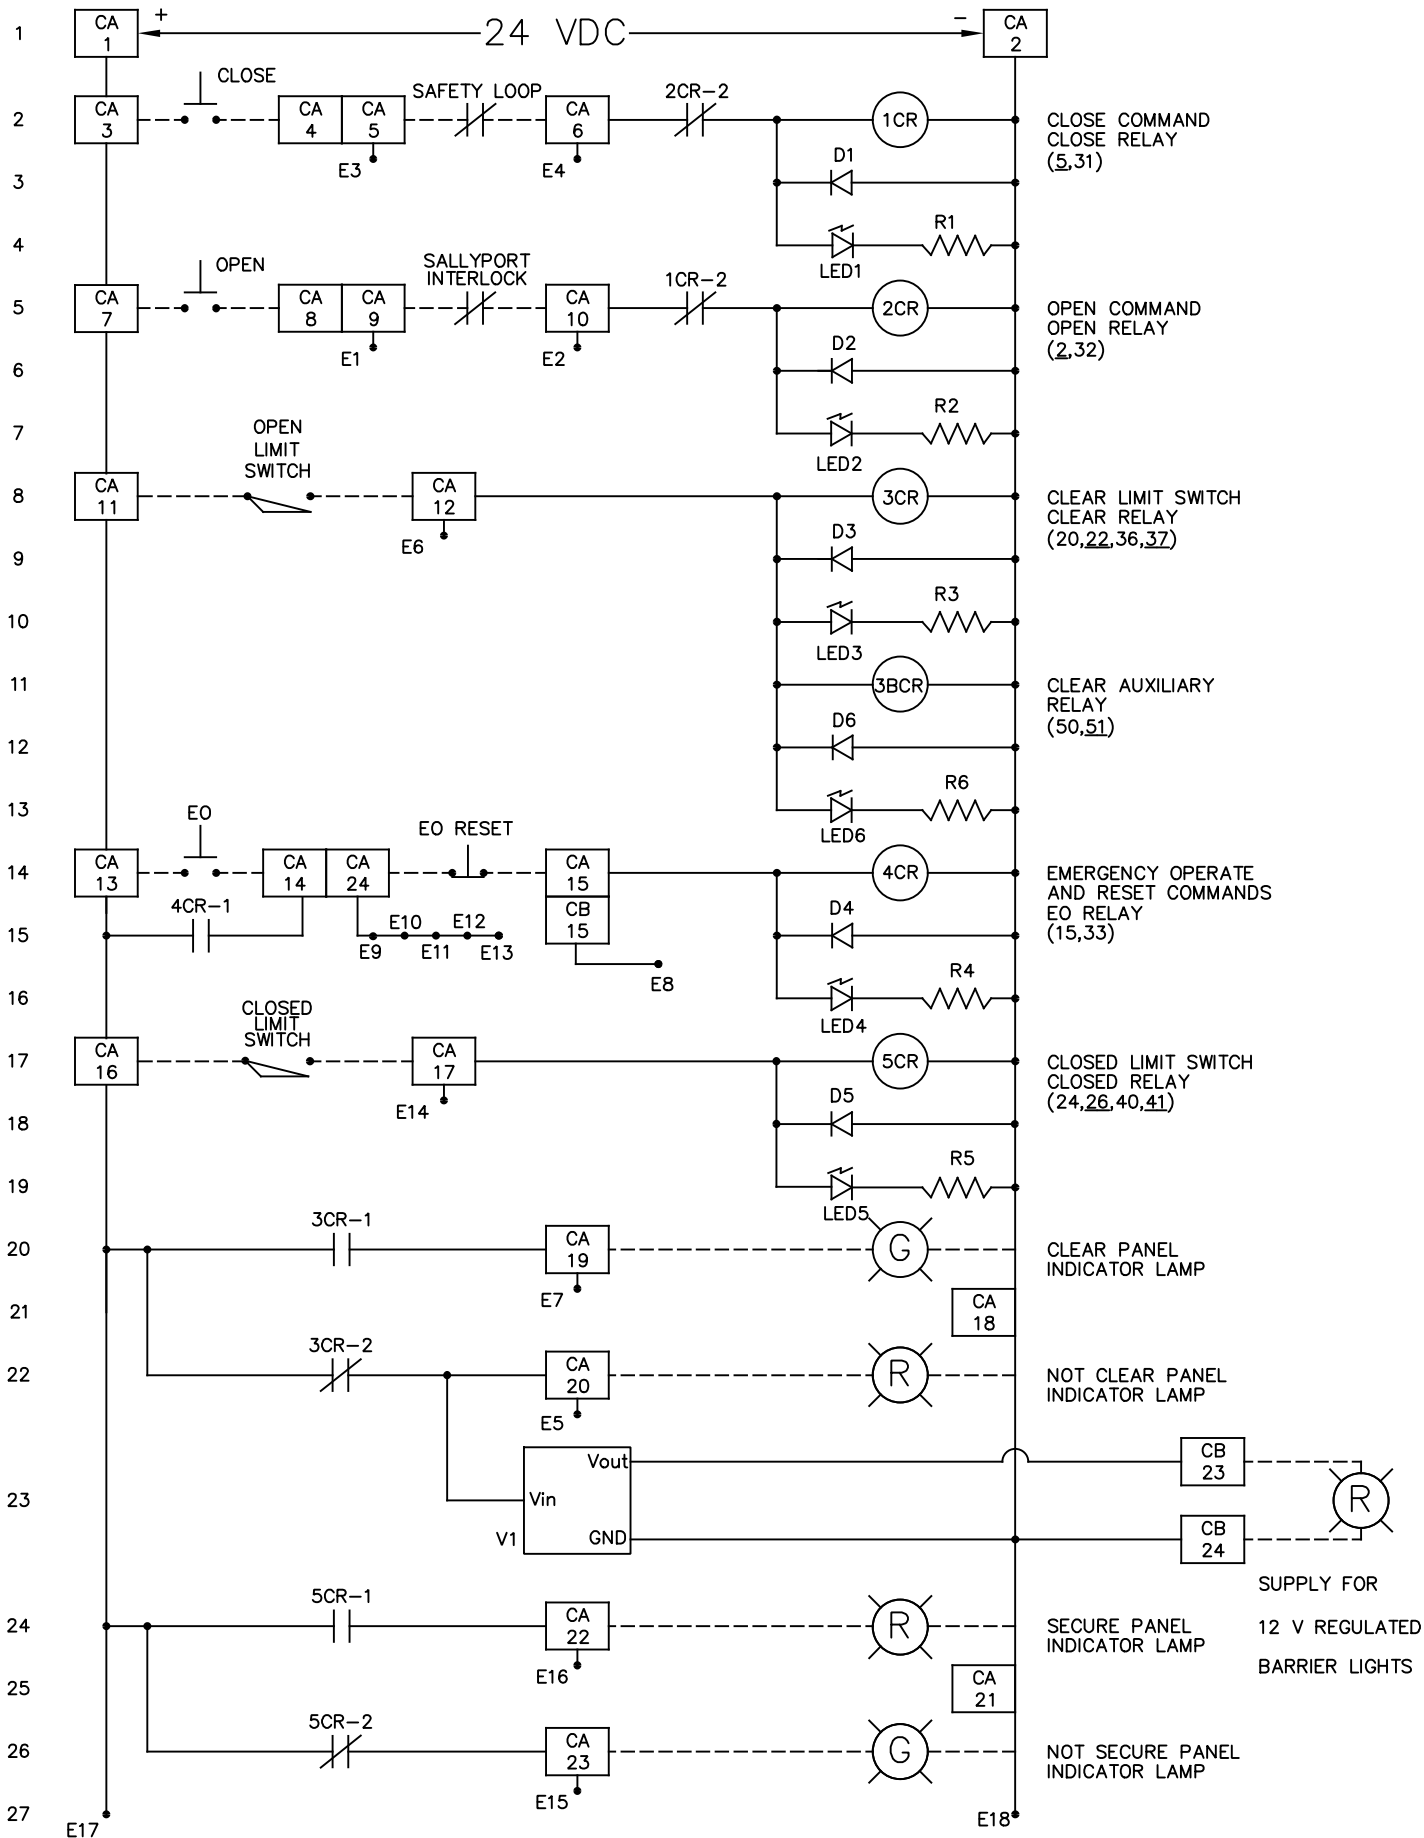 1
CA
1
+
24 VDC
−
CA
2
CLOSE
SAFETY LOOP
2CR−2
2
CA
3
CA
4
CA
5
CA
6
1CR
CLOSE COMMAND
CLOSE RELAY
(5,31)
E3
E4
D1
3
4
R1
LED1
OPEN
SALLYPORT
INTERLOCK
1CR−2
5
CA
7
CA
8
CA
9
CA
10
2CR
OPEN COMMAND
OPEN RELAY
(2,32)
E1
E2
D2
6
7
R2
LED2
OPEN
LIMIT
SWITCH
8
CA
11
CA
12
3CR
CLEAR LIMIT SWITCH
CLEAR RELAY
(20,22,36,37)
E6
D3
9
10
R3
LED3
11
3BCR
CLEAR AUXILIARY
RELAY
(50,51)
D6
12
13
R6
LED6
EO
EO RESET
14
CA
13
CA
14
CA
24
CA
15
4CR
EMERGENCY OPERATE
AND RESET COMMANDS
EO RELAY
(15,33)
4CR−1
CB
15
D4
15
E9
E10
E11
E12
E13
E8
16
R4
LED4
CLOSED
LIMIT
SWITCH
17
CA
16
CA
17
5CR
CLOSED LIMIT SWITCH
CLOSED RELAY
(24,26,40,41)
E14
D5
18
19
R5
LED5
3CR−1
20
CA
19
G
CLEAR PANEL
INDICATOR LAMP
E7
21
CA
18
3CR−2
22
CA
20
R
NOT CLEAR PANEL
INDICATOR LAMP
E5
23
Vout
Vin
GND
V1
CB
23
R
CB
24
SUPPLY FOR
12 V REGULATED
BARRIER LIGHTS
5CR−1
24
CA
22
R
SECURE PANEL
INDICATOR LAMP
E16
25
CA
21
5CR−2
26
CA
23
G
NOT SECURE PANEL
INDICATOR LAMP
E15
27
E17
E18